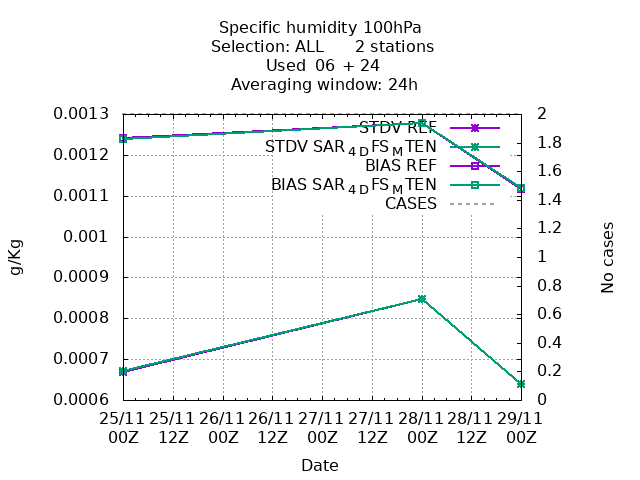 Specific humidity 100hPa
Selection: ALL 2 stations
Used 06 + 24
Averaging window: 24h
0.0013
0.0012
0.0011
0.001
0.0009
0.0008
0.0007
0.0006
g/Kg
STDV REF
STDV SAR4DFSMTEN
BIAS REF
BIAS SAR4DFSMTEN
CASES
2
1.8
1.6
1.4
1.2
1
0.8
0.6
0.4
0.2
0
No cases
25/11 25/11 26/11 26/11 27/11 27/11 28/11 28/11 29/11
00Z 12Z 00Z 12Z 00Z 12Z 00Z 12Z 00Z
Date